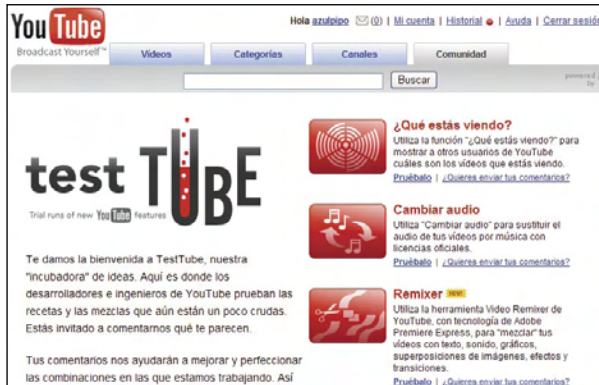 You Tube
Broadcast Yourself™
Hola azulpipo (0) | Mi cuenta | Historial | Ayuda | Cerrar sesión
Vídeos Categorías Canales Comunidad
Buscar
powered by
test TUBE
Trial runs of new You Tube features
Te damos la bienvenida a TestTube, nuestra
"incubadora" de ideas. Aquí es donde los
desarrolladores e ingenieros de YouTube prueban las
recetas y las mezclas que aún están un poco crudas.
Estás invitado a comentarnos qué te parecen.
Tus comentarios nos ayudarán a mejorar y perfeccionar
las combinaciones en las que estamos trabajando. Así
¿Qué estás viendo?
Utiliza la función "¿Qué estás viendo?" para
mostrar a otros usuarios de YouTube
cuáles son los vídeos que estás viendo.
Pruébalo | ¿Quieres enviar tus comentarios?
Cambiar audio
Utiliza "Cambiar audio" para sustituir el
audio de tus vídeos por música con
licencias oficiales.
Pruébalo | ¿Quieres enviar tus comentarios?
Remixer NEW!
Utiliza la herramienta Video Remixer de
YouTube, con tecnología de Adobe
Premiere Express, para "mezclar" tus
vídeos con texto, sonido, gráficos,
superposiciones de imágenes, efectos y
transiciones.
Pruébalo | ¿Quieres enviar tus comentarios?